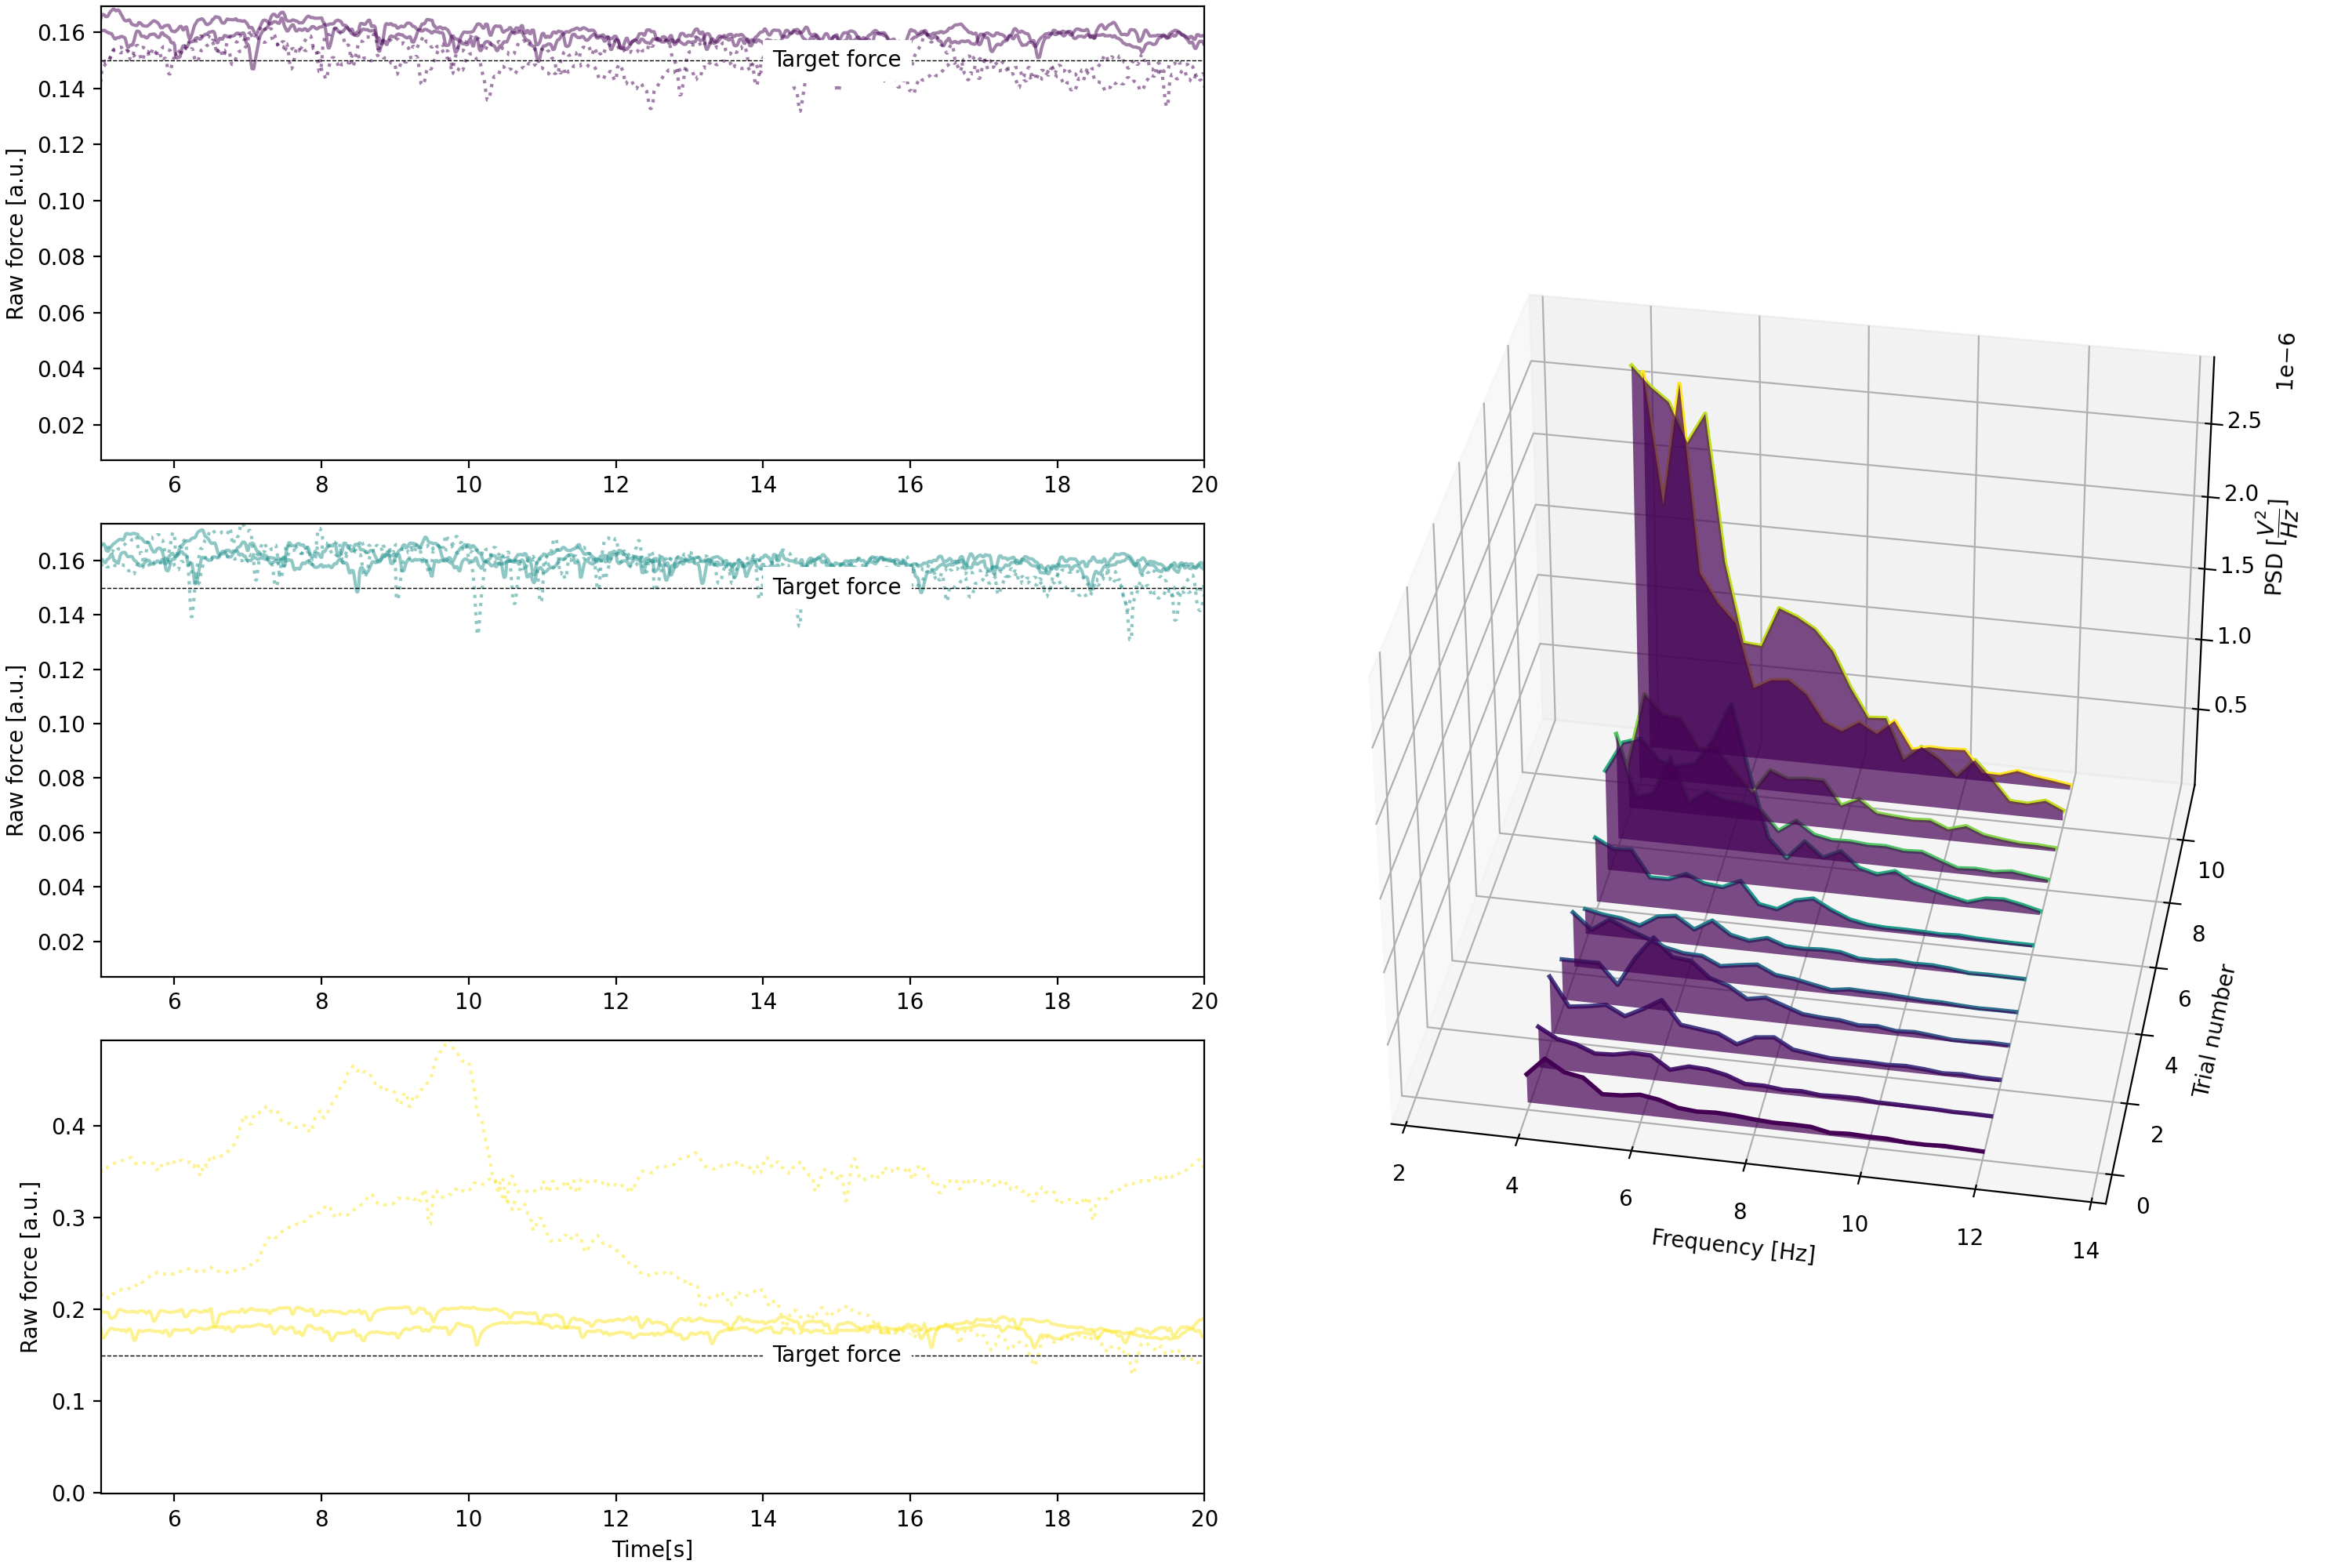 0.16
0.14
0.12
0.10
0.08
0.06
0.04
0.02
Raw force [a.u.]
Target force
6 8 10 12 14 16 18 20
0.16
0.14
0.12
0.10
0.08
0.06
0.04
0.02
Raw force [a.u.]
Target force
6 8 10 12 14 16 18 20
0.4
0.3
0.2
0.1
0.0
Raw force [a.u.]
Target force
6 8 10 12 14 16 18 20
Time[s]
1e−6
2.5
2.0
1.5
1.0
0.5
PSD [V²/Hz]
10
8
6
4
2
0
Trial number
2 4 6 8 10 12 14
Frequency [Hz]